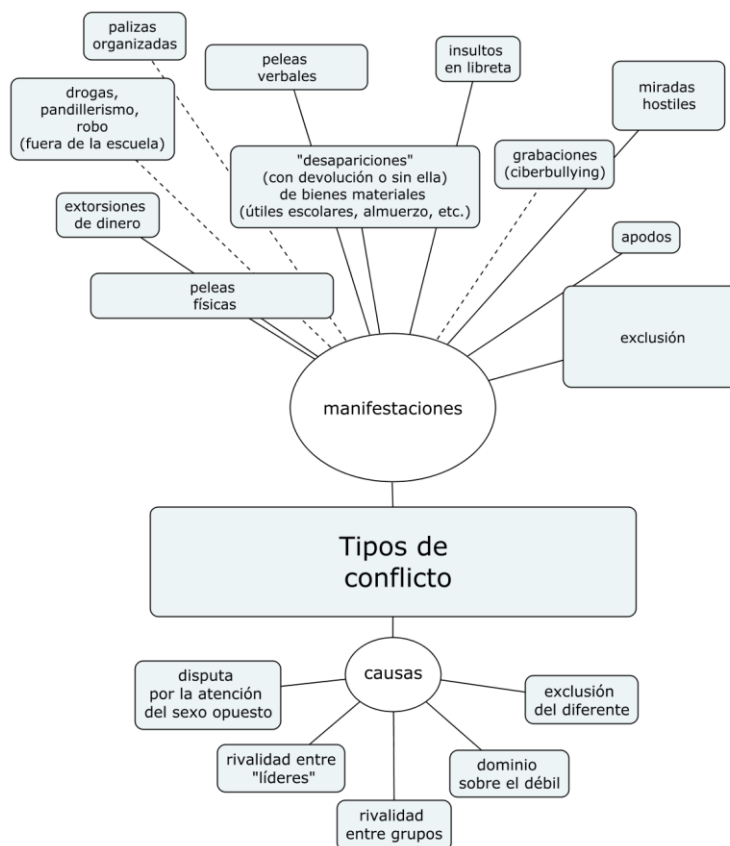 palizas
organizadas
peleas
verbales
insultos
en libreta
miradas
hostiles
drogas,
pandillerismo,
robo
(fuera de la escuela)
"desapariciones"
(con devolución o sin ella)
de bienes materiales
(útiles escolares, almuerzo, etc.)
grabaciones
(ciberbullying)
extorsiones
de dinero
apodos
peleas
físicas
exclusión
manifestaciones
Tipos de
conflicto
causas
disputa
por la atención
del sexo opuesto
exclusión
del diferente
rivalidad entre
"líderes"
dominio
sobre el débil
rivalidad
entre grupos